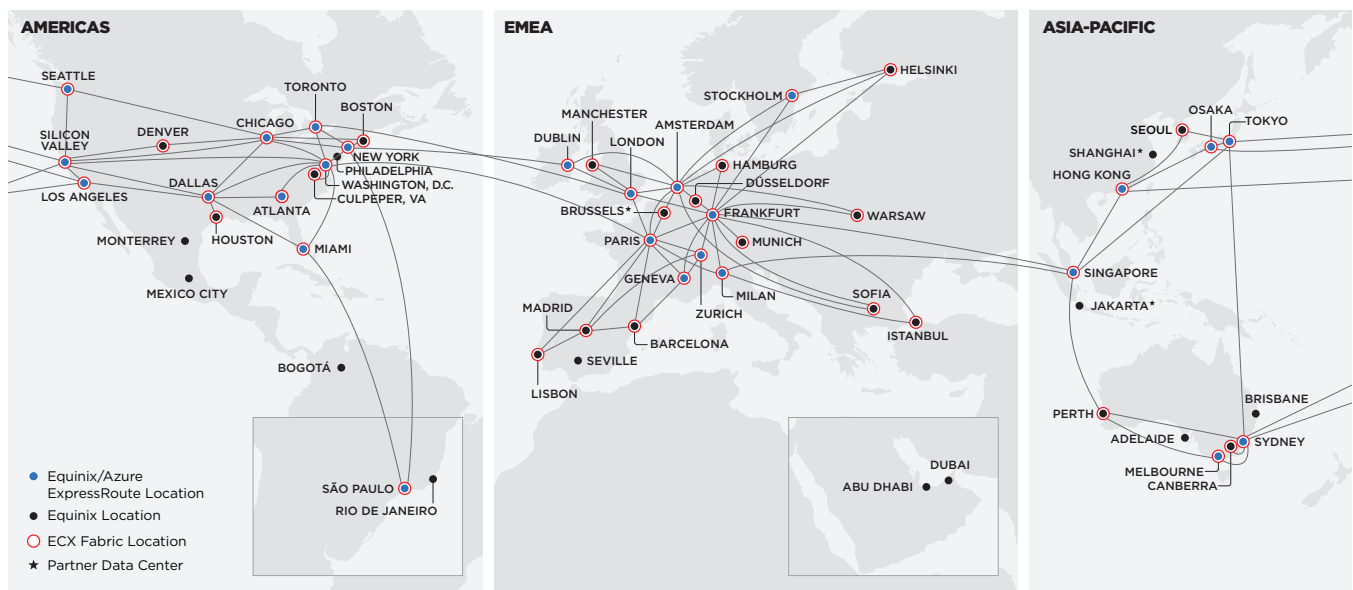 AMERICAS
SEATTLE
TORONTO
BOSTON
CHICAGO
DENVER
SILICON
VALLEY
NEW YORK
PHILADELPHIA
WASHINGTON, D.C.
CULPEPER, VA
DALLAS
LOS ANGELES
ATLANTA
HOUSTON
MONTERREY
MIAMI
MEXICO CITY
BOGOTÁ
SÃO PAULO
RIO DE JANEIRO
Equinix/Azure
ExpressRoute Location
Equinix Location
ECX Fabric Location
★ Partner Data Center
EMEA
HELSINKI
STOCKHOLM
MANCHESTER
AMSTERDAM
DUBLIN
LONDON
HAMBURG
DÜSSELDORF
BRUSSELS★
FRANKFURT
WARSAW
PARIS
MUNICH
GENEVA
MILAN
SOFIA
MADRID
ZURICH
ISTANBUL
BARCELONA
SEVILLE
LISBON
DUBAI
ABU DHABI
ASIA-PACIFIC
OSAKA
TOKYO
SEOUL
SHANGHAI★
HONG KONG
SINGAPORE
JAKARTA★
BRISBANE
PERTH
ADELAIDE
SYDNEY
MELBOURNE
CANBERRA